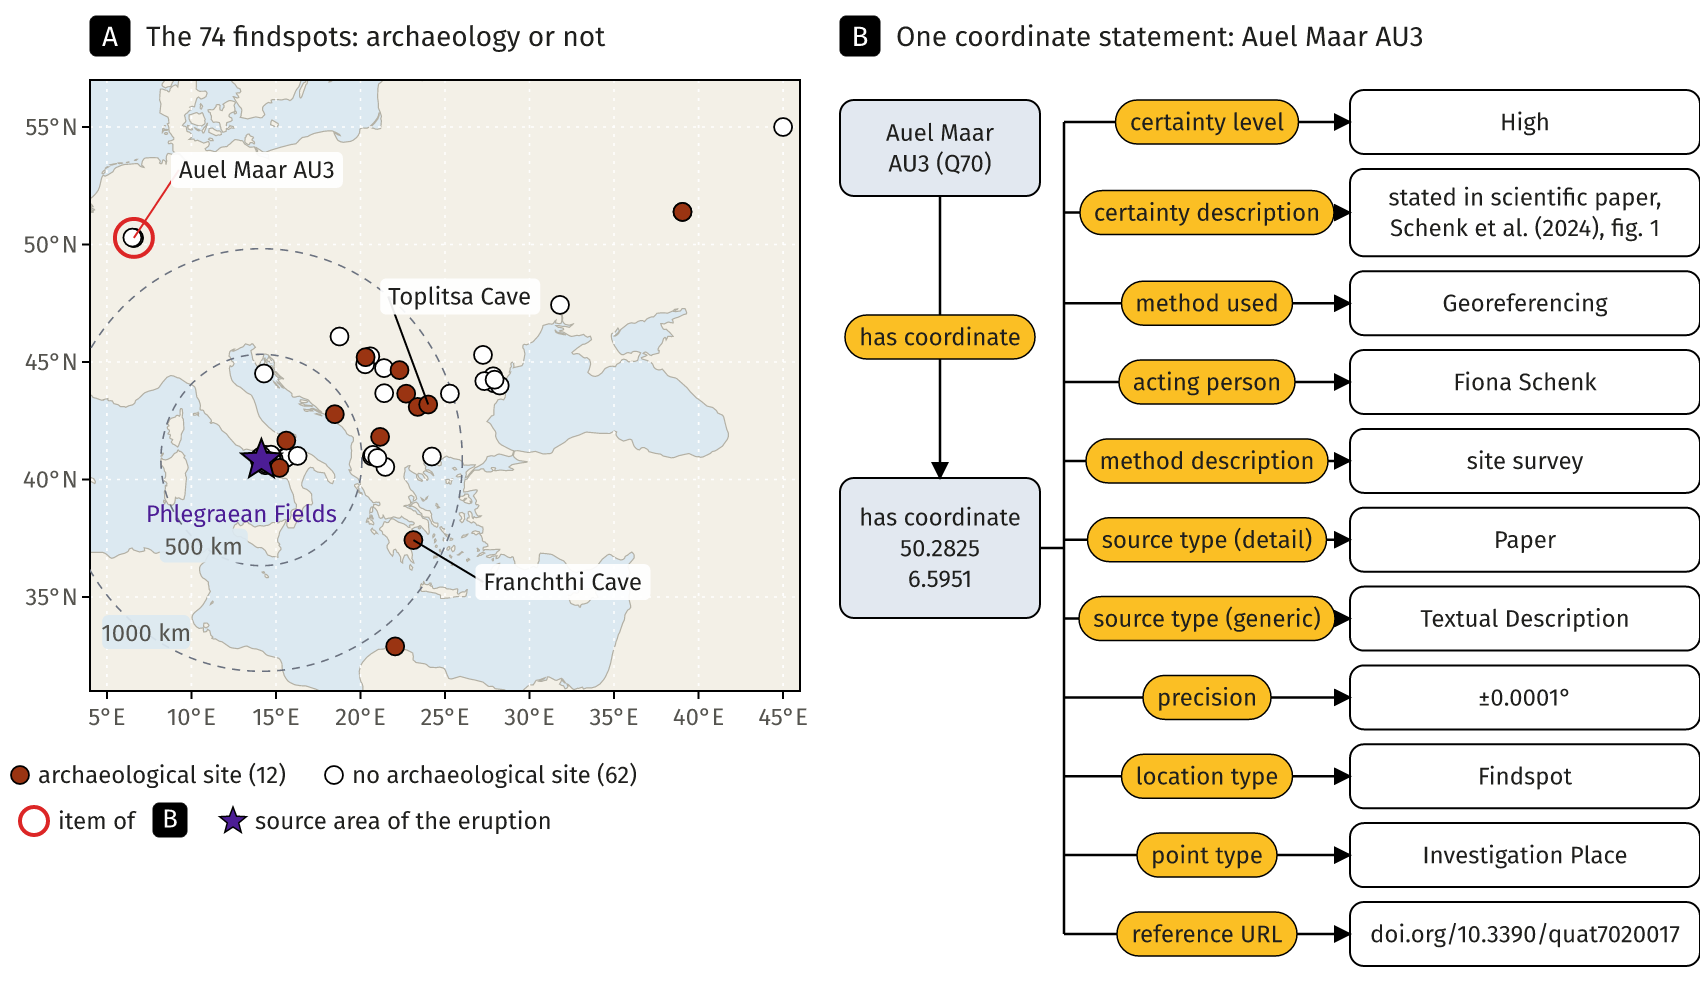 A The 74 findspots: archaeology or not
55°N
50°N
45°N
40°N
35°N
Auel Maar AU3
Toplitsa Cave
Phlegraean Fields
500 km
Franchthi Cave
1000 km
5°E 10°E 15°E 20°E 25°E 30°E 35°E 40°E 45°E
archaeological site (12) no archaeological site (62)
item of B source area of the eruption
B One coordinate statement: Auel Maar AU3
Auel Maar
AU3 (Q70)
has coordinate
has coordinate
50.2825
6.5951
certainty level
High
certainty description
stated in scientific paper,
Schenk et al. (2024), fig. 1
method used
Georeferencing
acting person
Fiona Schenk
method description
site survey
source type (detail)
Paper
source type (generic)
Textual Description
precision
±0.0001°
location type
Findspot
point type
Investigation Place
reference URL
doi.org/10.3390/quat7020017